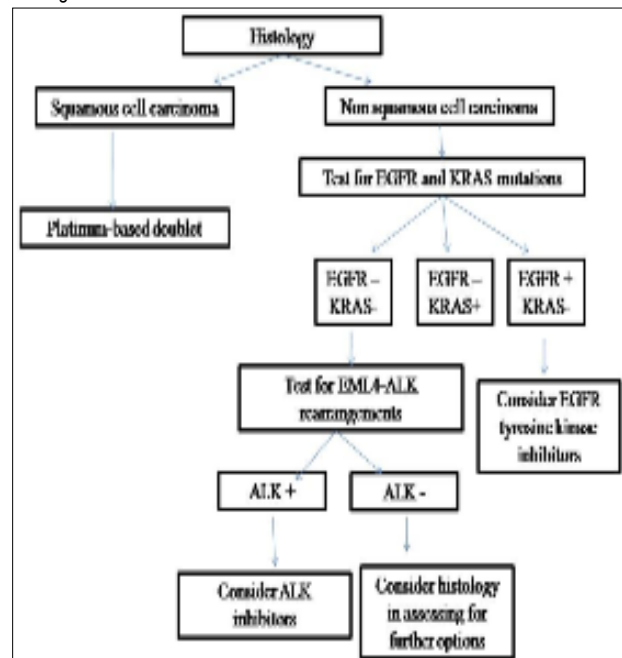 Histology
Squamous cell carcinoma
Non squamous cell carcinoma
Test for EGFR and KRAS mutations
Platinum-based doublet
EGFR –
KRAS-
EGFR –
KRAS+
EGFR +
KRAS-
Test for EML4-ALK
rearrangements
Consider EGFR
tyrosine kinase
inhibitors
ALK +
ALK -
Consider ALK
inhibitors
Consider histology
in assessing for
further options